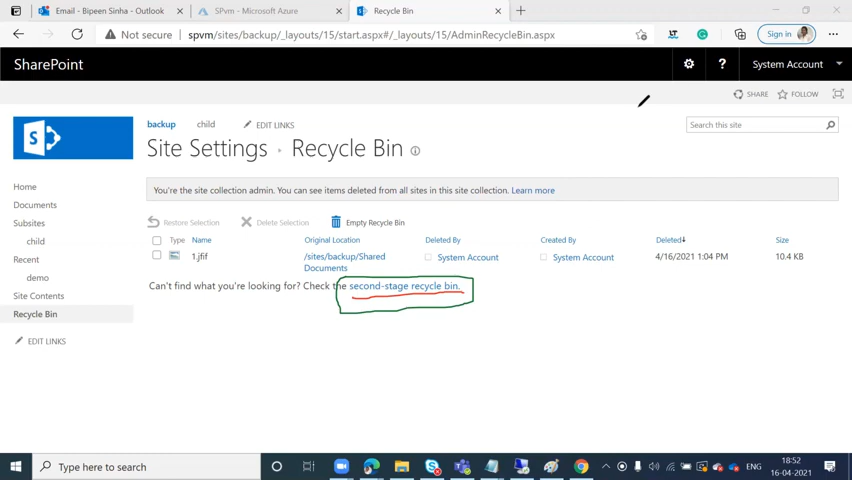 Email - Bipeen Sinha - Outlook
SPvm - Microsoft Azure
Recycle Bin
Not secure
spvm/sites/backup/_layouts/15/start.aspx#/_layouts/15/AdminRecycleBin.aspx
Sign in
SharePoint
System Account
SHARE
FOLLOW
backup
child
EDIT LINKS
Search this site
Site Settings
Recycle Bin
Home
Documents
Subsites
child
Recent
demo
Site Contents
Recycle Bin
EDIT LINKS
You're the site collection admin. You can see items deleted from all sites in this site collection. Learn more
Restore Selection
Delete Selection
Empty Recycle Bin
Type Name Original Location Deleted By Created By Deleted Size
1.jfif /sites/backup/Shared System Account System Account 4/16/2021 1:04 PM 10.4 KB
Documents
Can't find what you're looking for? Check the second-stage recycle bin.
Type here to search
ENG
18:52
16-04-2021